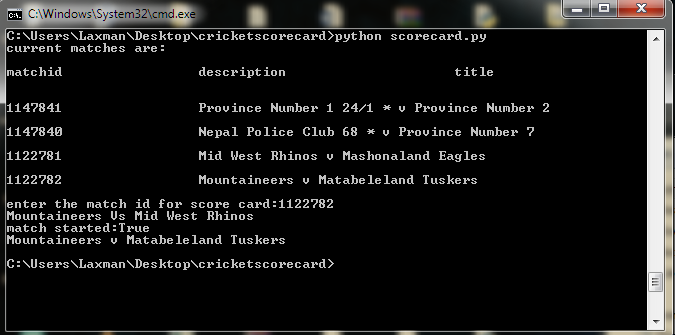 C:\Windows\System32\cmd.exe
C:\Users\Laxman\Desktop\cricketscorecard>python scorecard.py
current matches are:
matchid description title
1147841 Province Number 1 24/1 * v Province Number 2
1147840 Nepal Police Club 68 * v Province Number 7
1122781 Mid West Rhinos v Mashonaland Eagles
1122782 Mountaineers v Matabeleland Tuskers
enter the match id for score card:1122782
Mountaineers Vs Mid West Rhinos
match started:True
Mountaineers v Matabeleland Tuskers
C:\Users\Laxman\Desktop\cricketscorecard>